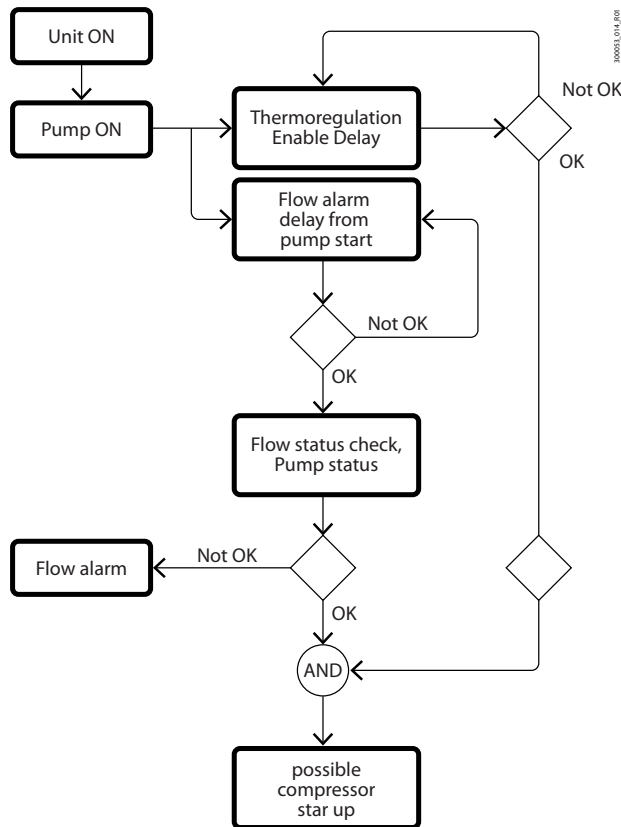 Unit ON
300053_014_R01
Pump ON
Thermoregulation
Enable Delay
Not OK
OK
Flow alarm
delay from
pump start
Not OK
OK
Flow status check,
Pump status
Flow alarm
Not OK
OK
AND
possible
compressor
star up